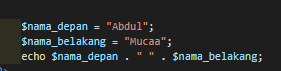 $nama_depan = "Abdul";
$nama_belakang = "Mucaa";
echo $nama_depan . " " . $nama_belakang;